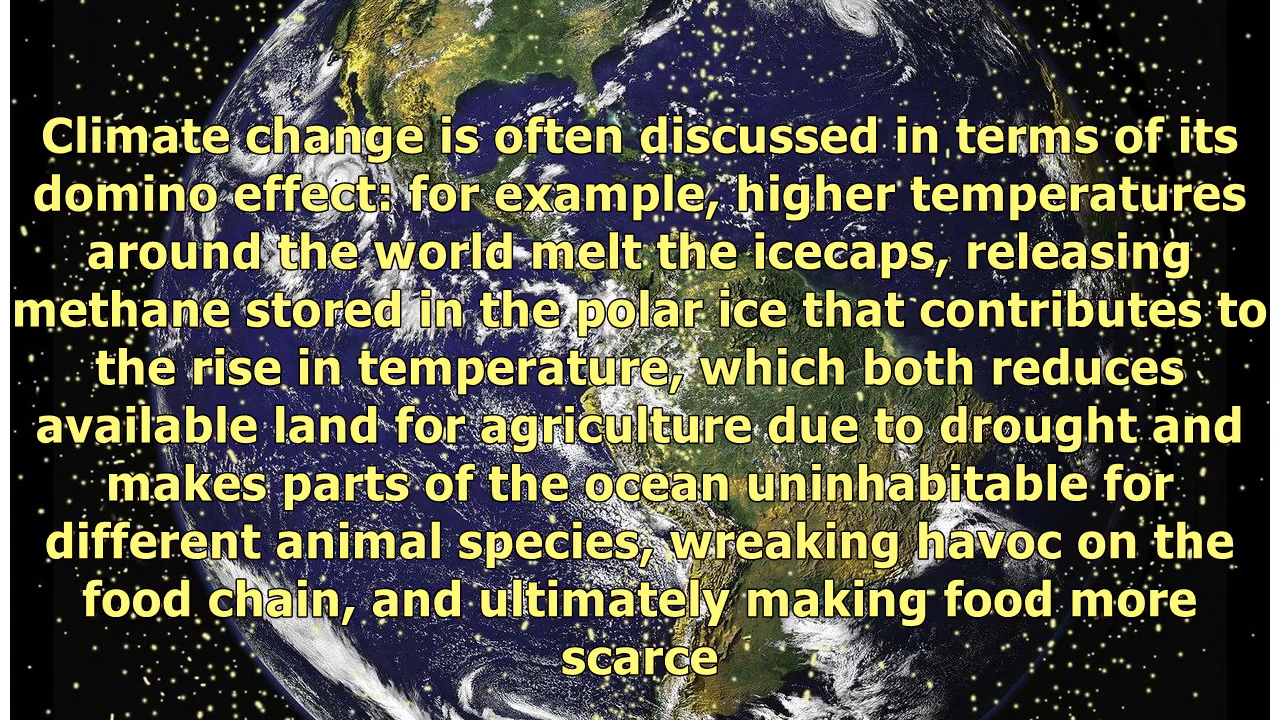 Climate change is often discussed in terms of its
domino effect: for example, higher temperatures
around the world melt the icecaps, releasing
methane stored in the polar ice that contributes to
the rise in temperature, which both reduces
available land for agriculture due to drought and
makes parts of the ocean uninhabitable for
different animal species, wreaking havoc on the
food chain, and ultimately making food more
scarce